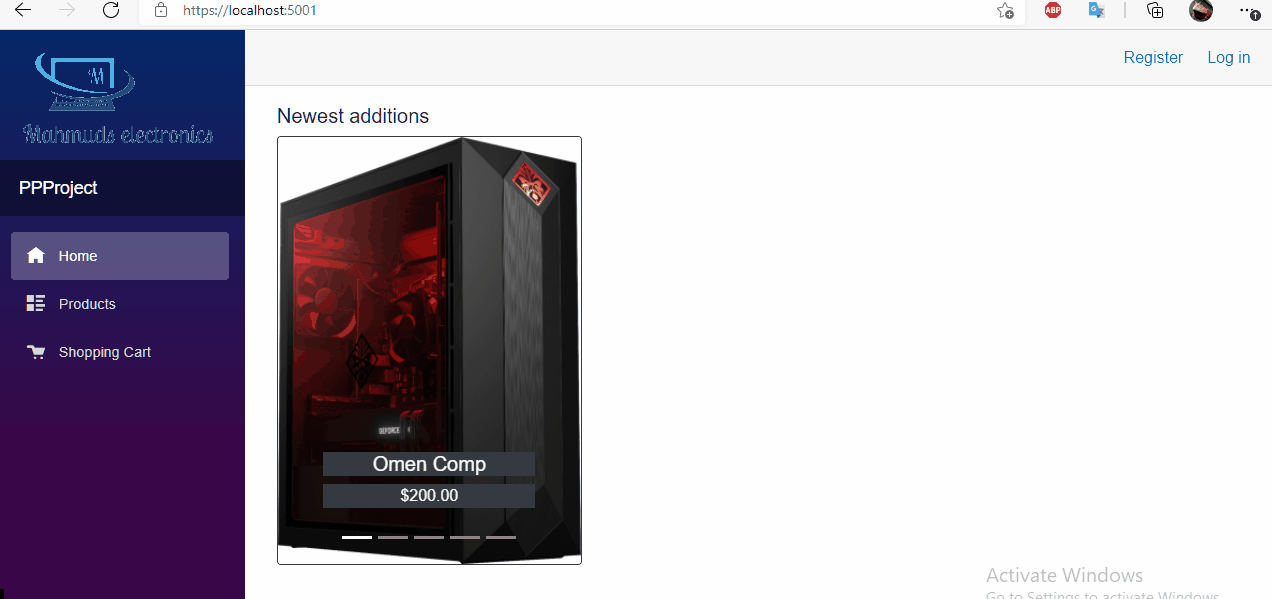 https://localhost:5001
ABP
Register Log in
M
Mahmuds electronics
PPProject
Home
Products
Shopping Cart
Newest additions
GEFORCE
Omen Comp
$200.00
Activate Windows
Go to Settings to activate Windows.